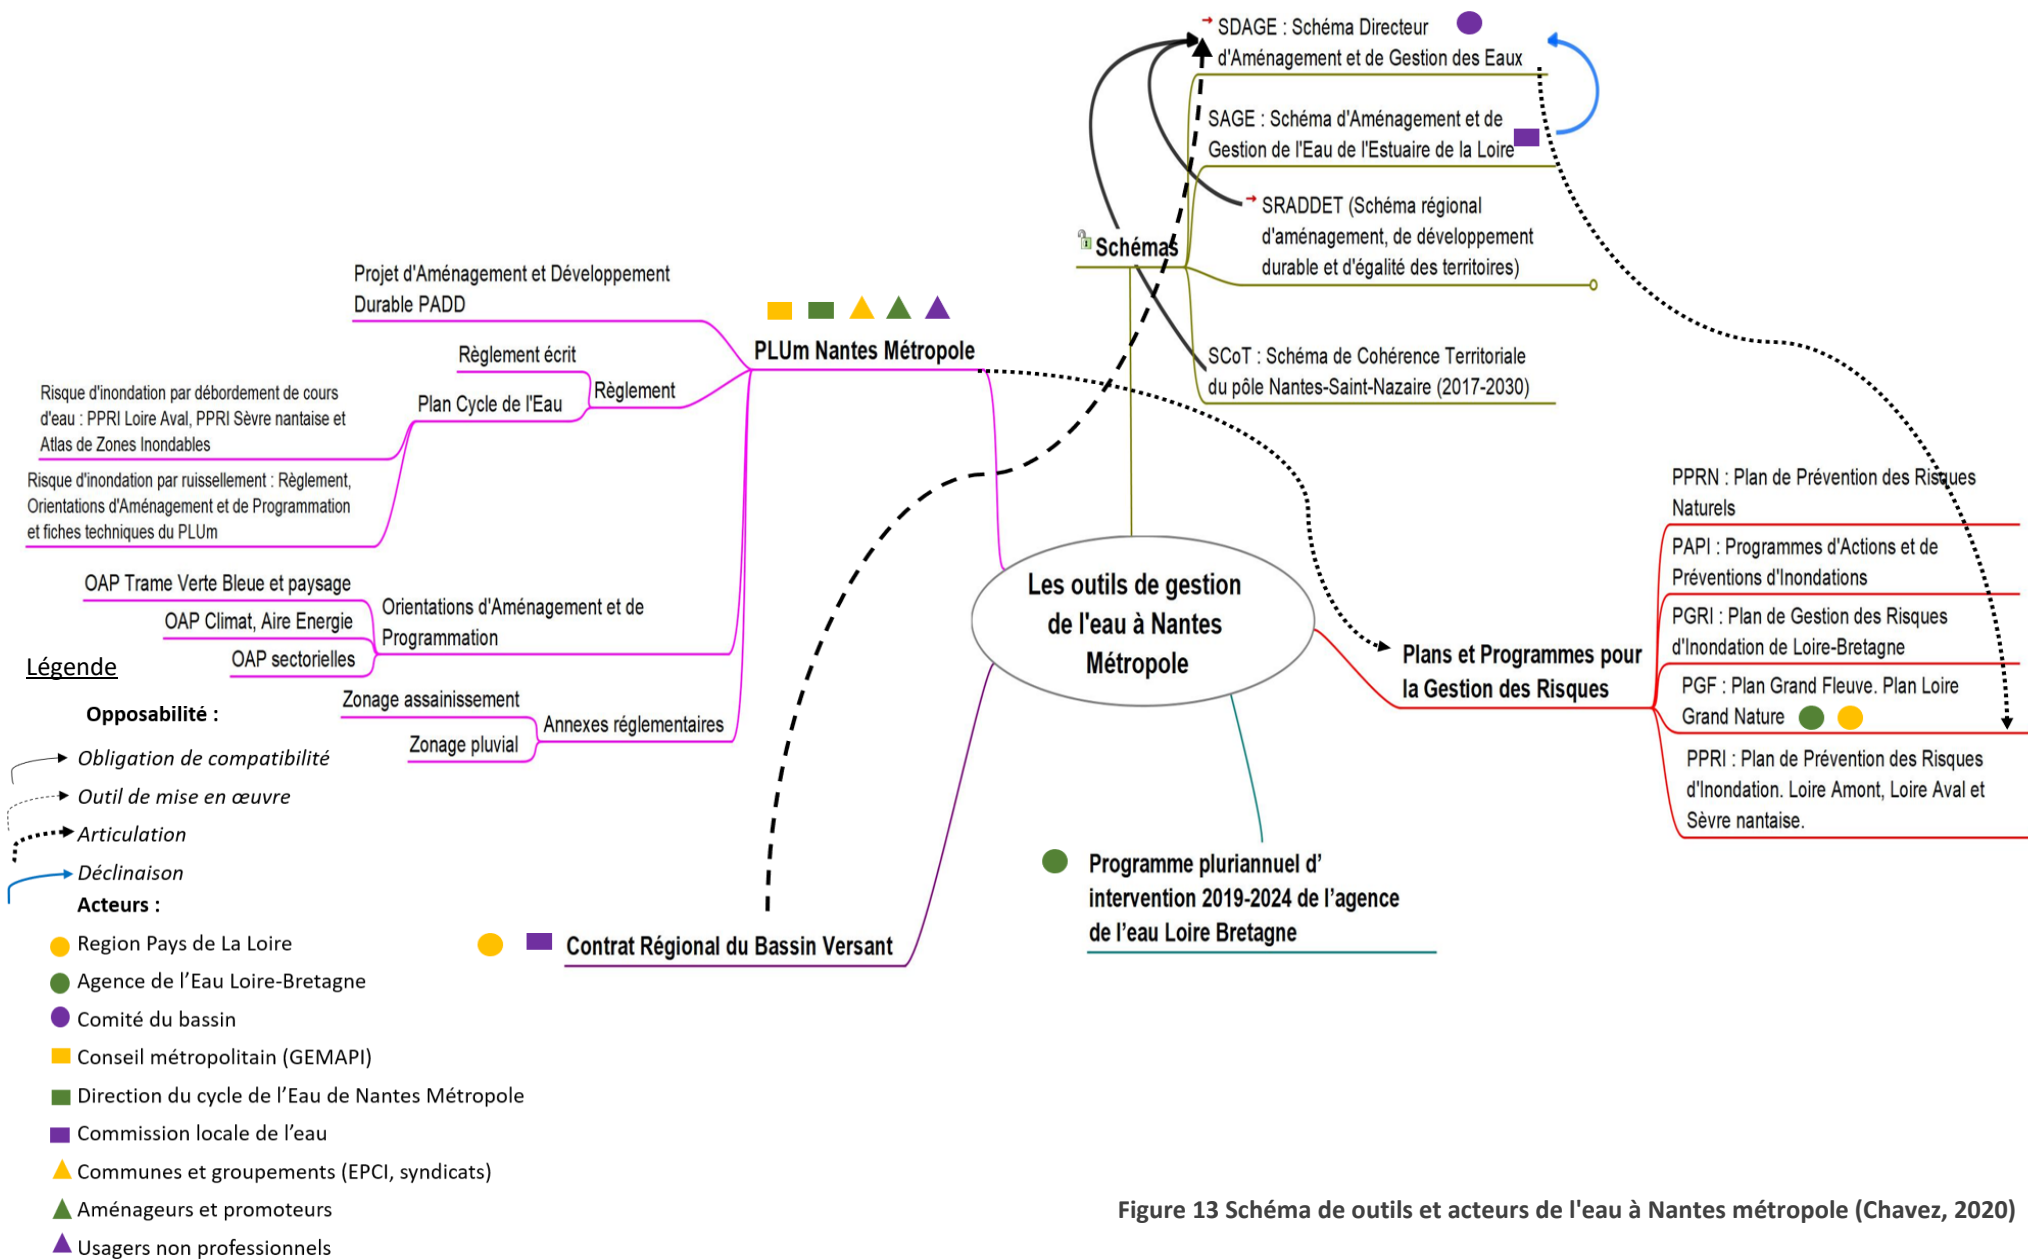 SDAGE : Schéma Directeur
d'Aménagement et de Gestion des Eaux
SAGE : Schéma d'Aménagement et de
Gestion de l'Eau de l'Estuaire de la Loire
SRADDET (Schéma régional
d'aménagement, de développement
durable et d'égalité des territoires)
Schémas
SCoT : Schéma de Cohérence Territoriale
du pôle Nantes-Saint-Nazaire (2017-2030)
Projet d'Aménagement et Développement
Durable PADD
PLUm Nantes Métropole
Règlement écrit
Règlement
Plan Cycle de l'Eau
Risque d'inondation par débordement de cours
d'eau : PPRI Loire Aval, PPRI Sèvre nantaise et
Atlas de Zones Inondables
Risque d'inondation par ruissellement : Règlement,
Orientations d'Aménagement et de Programmation
et fiches techniques du PLUm
OAP Trame Verte Bleue et paysage
OAP Climat, Aire Energie
OAP sectorielles
Orientations d'Aménagement et de
Programmation
Zonage assainissement
Zonage pluvial
Annexes réglementaires
Les outils de gestion
de l'eau à Nantes
Métropole
PPRN : Plan de Prévention des Risques
Naturels
PAPI : Programmes d'Actions et de
Préventions d'Inondations
PGRI : Plan de Gestion des Risques
d'Inondation de Loire-Bretagne
Plans et Programmes pour
la Gestion des Risques
PGF : Plan Grand Fleuve. Plan Loire
Grand Nature
PPRI : Plan de Prévention des Risques
d'Inondation. Loire Amont, Loire Aval et
Sèvre nantaise.
Programme pluriannuel d'
intervention 2019-2024 de l'agence
de l'eau Loire Bretagne
Contrat Régional du Bassin Versant
Légende
Opposabilité :
Obligation de compatibilité
Outil de mise en œuvre
Articulation
Déclinaison
Acteurs :
Region Pays de La Loire
Agence de l'Eau Loire-Bretagne
Comité du bassin
Conseil métropolitain (GEMAPI)
Direction du cycle de l'Eau de Nantes Métropole
Commission locale de l'eau
Communes et groupements (EPCI, syndicats)
Aménageurs et promoteurs
Usagers non professionnels
Figure 13 Schéma de outils et acteurs de l'eau à Nantes métropole (Chavez, 2020)